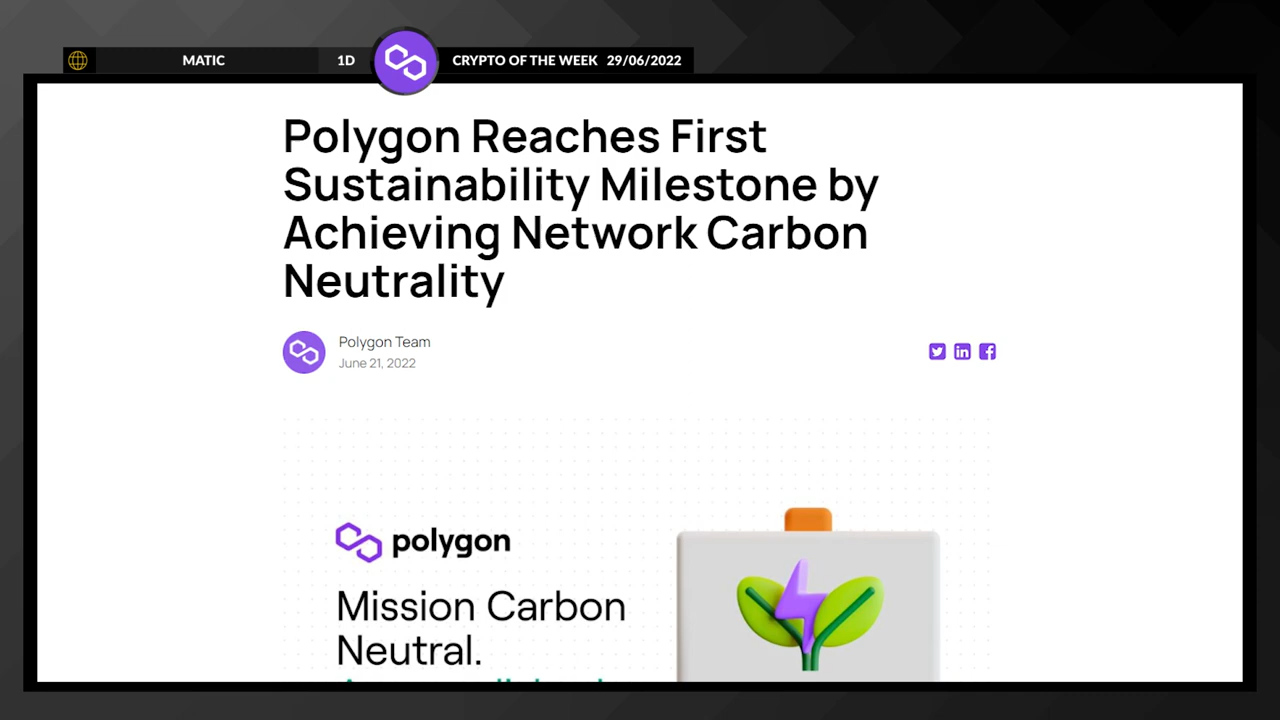 MATIC 1D CRYPTO OF THE WEEK 29/06/2022
Polygon Reaches First
Sustainability Milestone by
Achieving Network Carbon
Neutrality
Polygon Team
June 21, 2022
polygon
Mission Carbon
Neutral.